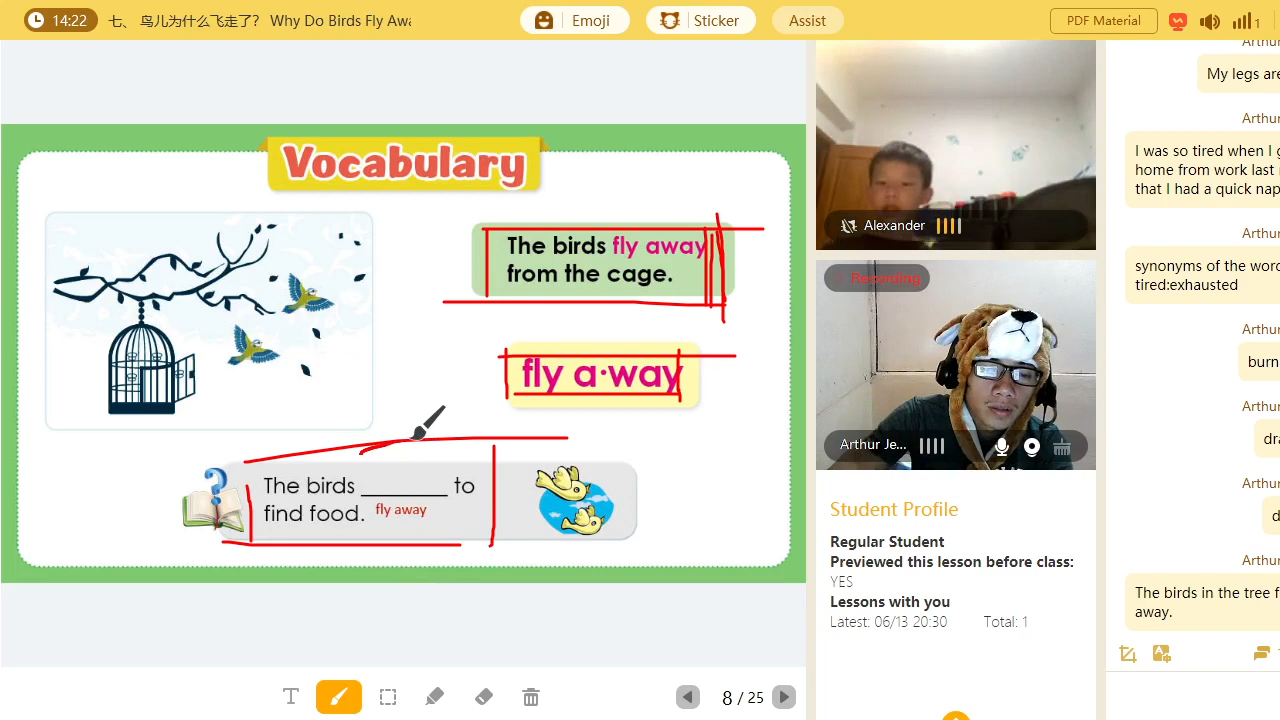 14:22 七、 鸟儿为什么飞走了? Why Do Birds Fly Awa
Emoji
Sticker
Assist
PDF Material
1
Vocabulary
The birds fly away
from the cage.
fly a·way
The birds _______ to
find food. fly away
8 / 25
Alexander
Recording
Arthur Je...
Student Profile
Regular Student
Previewed this lesson before class:
YES
Lessons with you
Latest: 06/13 20:30 Total: 1
Arthur
My legs are
Arthur
I was so tired when I g
home from work last n
that I had a quick nap
Arthur
synonyms of the word
tired:exhausted
Arthur
burn
Arthur
dra
Arthur
d
Arthur
The birds in the tree f
away.